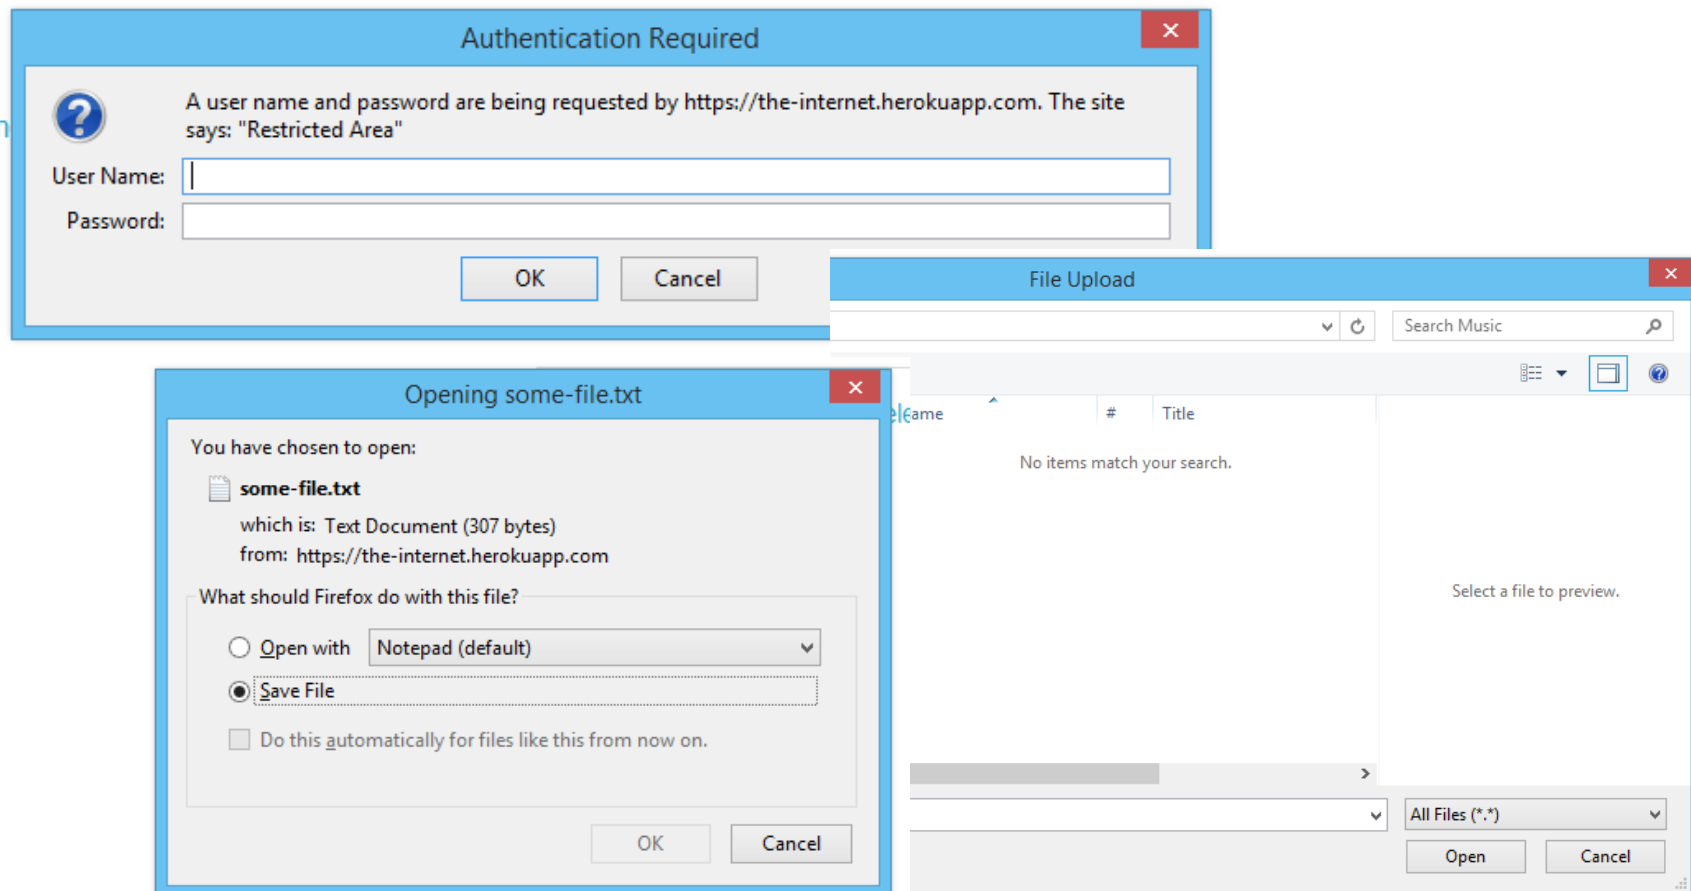 Authentication Required
A user name and password are being requested by https://the-internet.herokuapp.com. The site
says: "Restricted Area"
User Name:
Password:
OK
Cancel
File Upload
Search Music
ame
#
Title
No items match your search.
Select a file to preview.
All Files (*.*)
Open
Cancel
Opening some-file.txt
You have chosen to open:
some-file.txt
which is: Text Document (307 bytes)
from: https://the-internet.herokuapp.com
What should Firefox do with this file?
Open with
Notepad (default)
Save File
Do this automatically for files like this from now on.
OK
Cancel